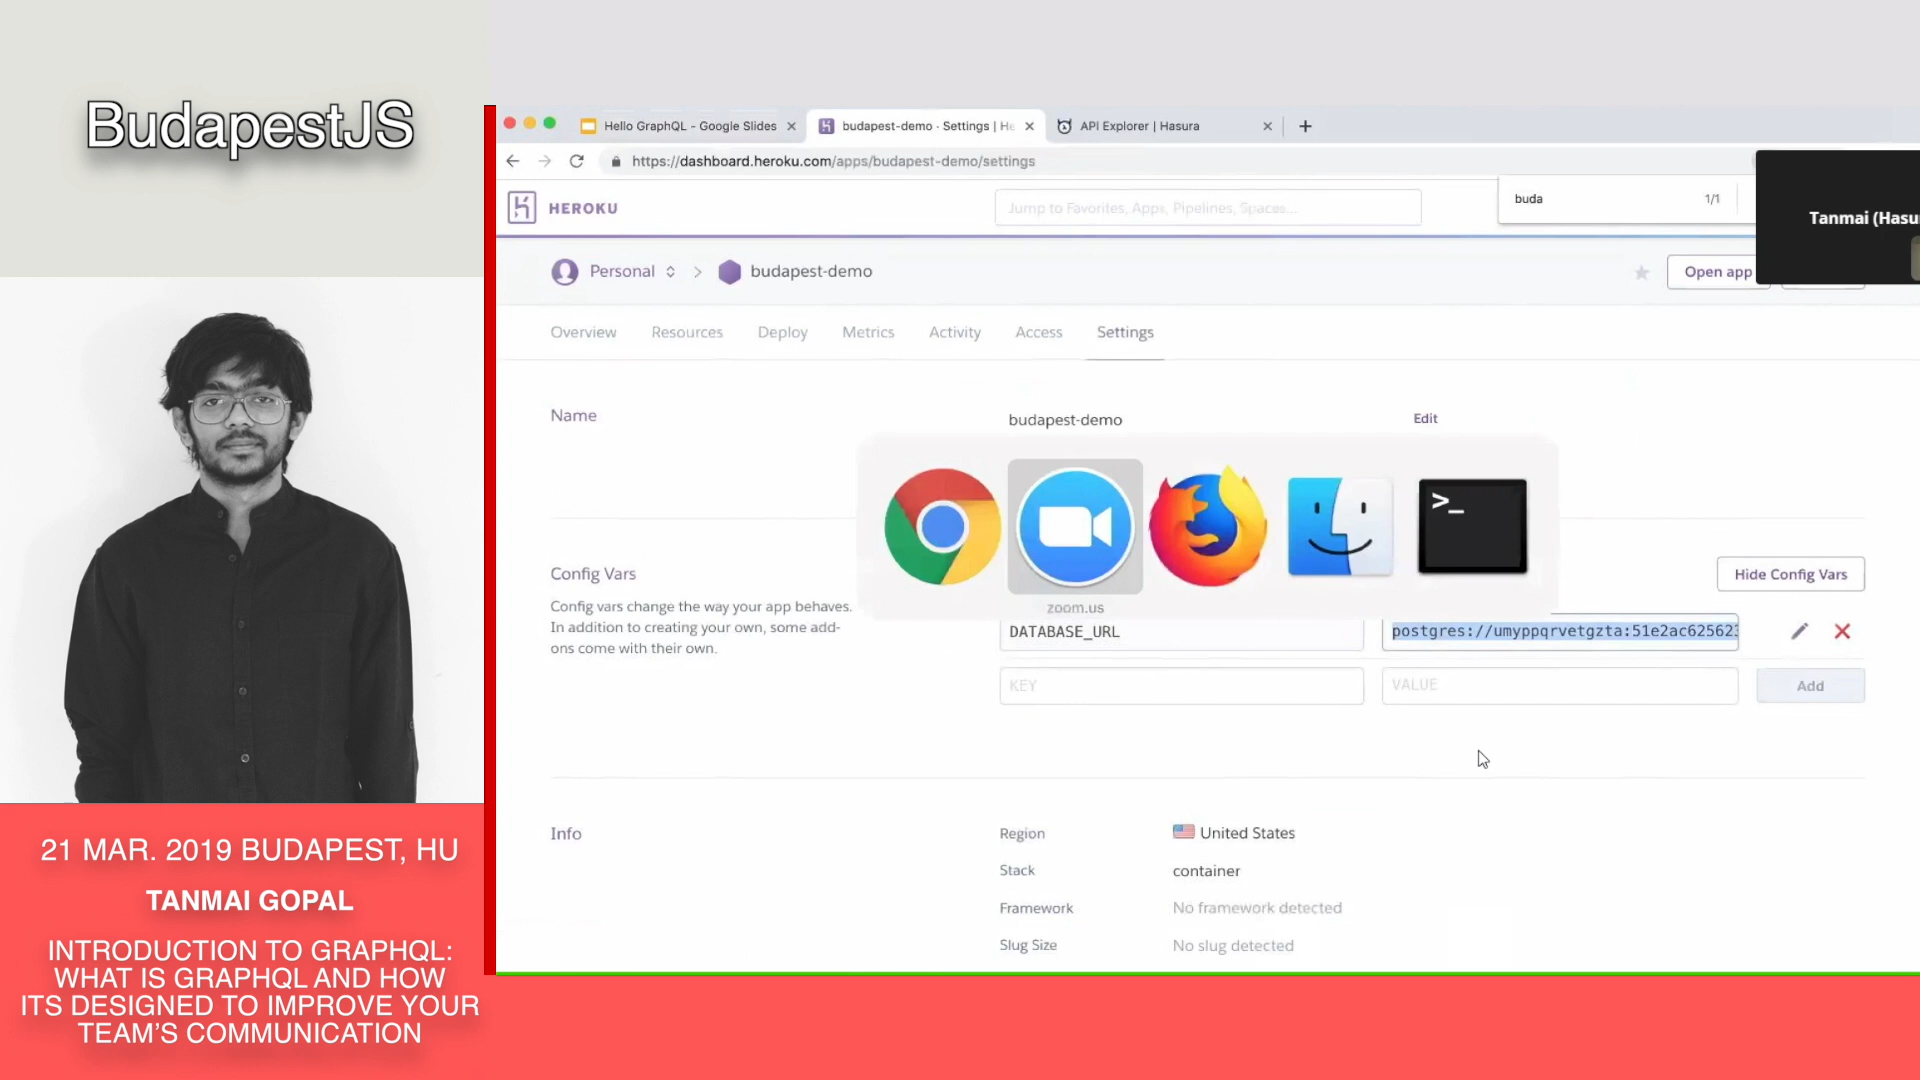 BudapestJS
Hello GraphQL - Google Slides
budapest-demo · Settings | He
API Explorer | Hasura
https://dashboard.heroku.com/apps/budapest-demo/settings
HEROKU
Jump to Favorites, Apps, Pipelines, Spaces...
buda
1/1
Tanmai (Hasu
Personal
budapest-demo
Open app
Overview
Resources
Deploy
Metrics
Activity
Access
Settings
Name
budapest-demo
Edit
zoom.us
Config Vars
Config vars change the way your app behaves.
In addition to creating your own, some add-
ons come with their own.
Hide Config Vars
DATABASE_URL
postgres://umyppqrvetgzta:51e2ac62562
KEY
VALUE
Add
Info
Region
United States
Stack
container
Framework
No framework detected
Slug Size
No slug detected
21 MAR. 2019 BUDAPEST, HU
TANMAI GOPAL
INTRODUCTION TO GRAPHQL:
WHAT IS GRAPHQL AND HOW
ITS DESIGNED TO IMPROVE YOUR
TEAM'S COMMUNICATION